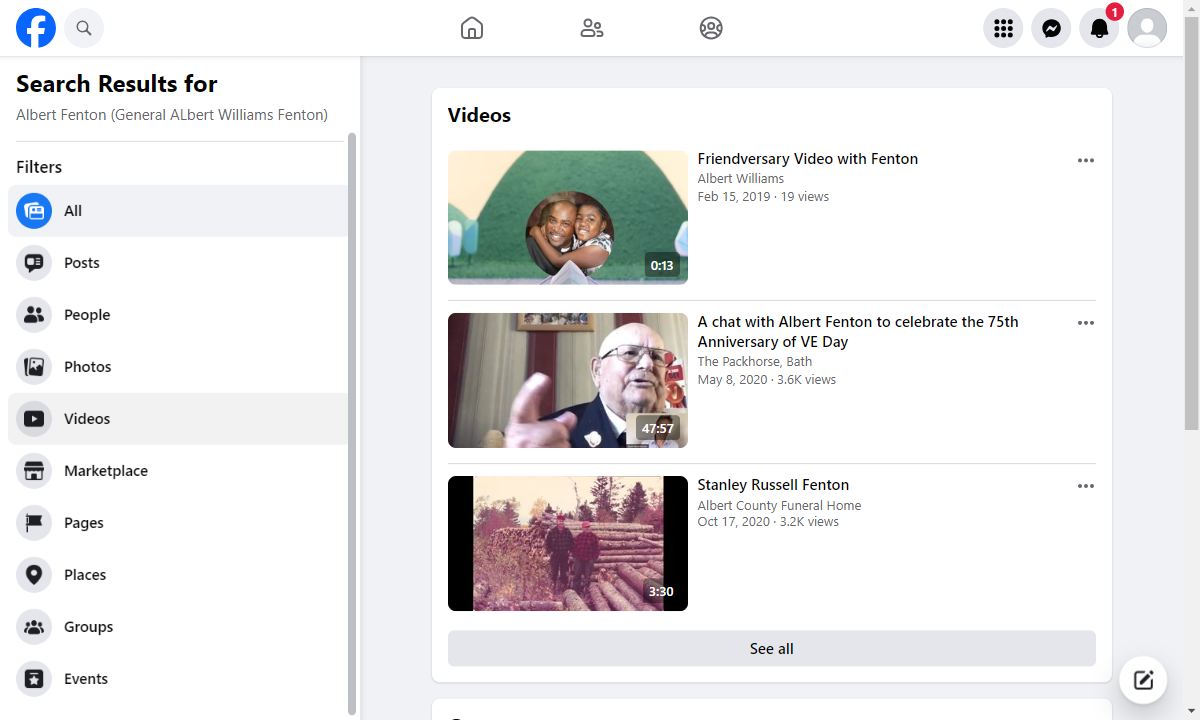 1
Search Results for
Albert Fenton (General ALbert Williams Fenton)
Filters
All
Posts
People
Photos
Videos
Marketplace
Pages
Places
Groups
Events
Videos
Friendversary Video with Fenton
Albert Williams
Feb 15, 2019 · 19 views
0:13
A chat with Albert Fenton to celebrate the 75th
Anniversary of VE Day
The Packhorse, Bath
May 8, 2020 · 3.6K views
47:57
Stanley Russell Fenton
Albert County Funeral Home
Oct 17, 2020 · 3.2K views
3:30
See all